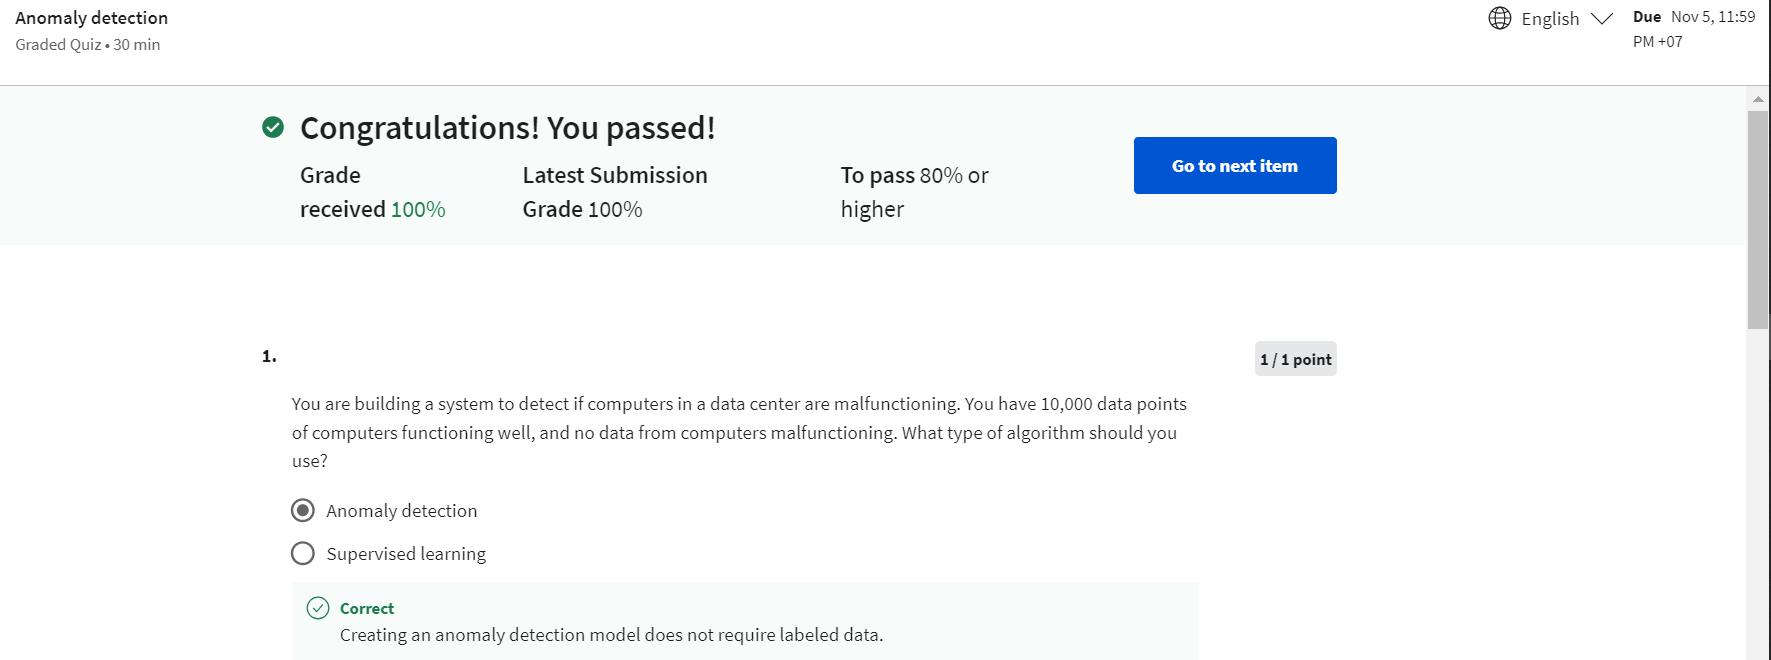 Anomaly detection
Graded Quiz • 30 min
English
Due Nov 5, 11:59
PM +07
Congratulations! You passed!
Grade
received 100%
Latest Submission
Grade 100%
To pass 80% or
higher
Go to next item
1.
1 / 1 point
You are building a system to detect if computers in a data center are malfunctioning. You have 10,000 data points
of computers functioning well, and no data from computers malfunctioning. What type of algorithm should you
use?
Anomaly detection
Supervised learning
Correct
Creating an anomaly detection model does not require labeled data.